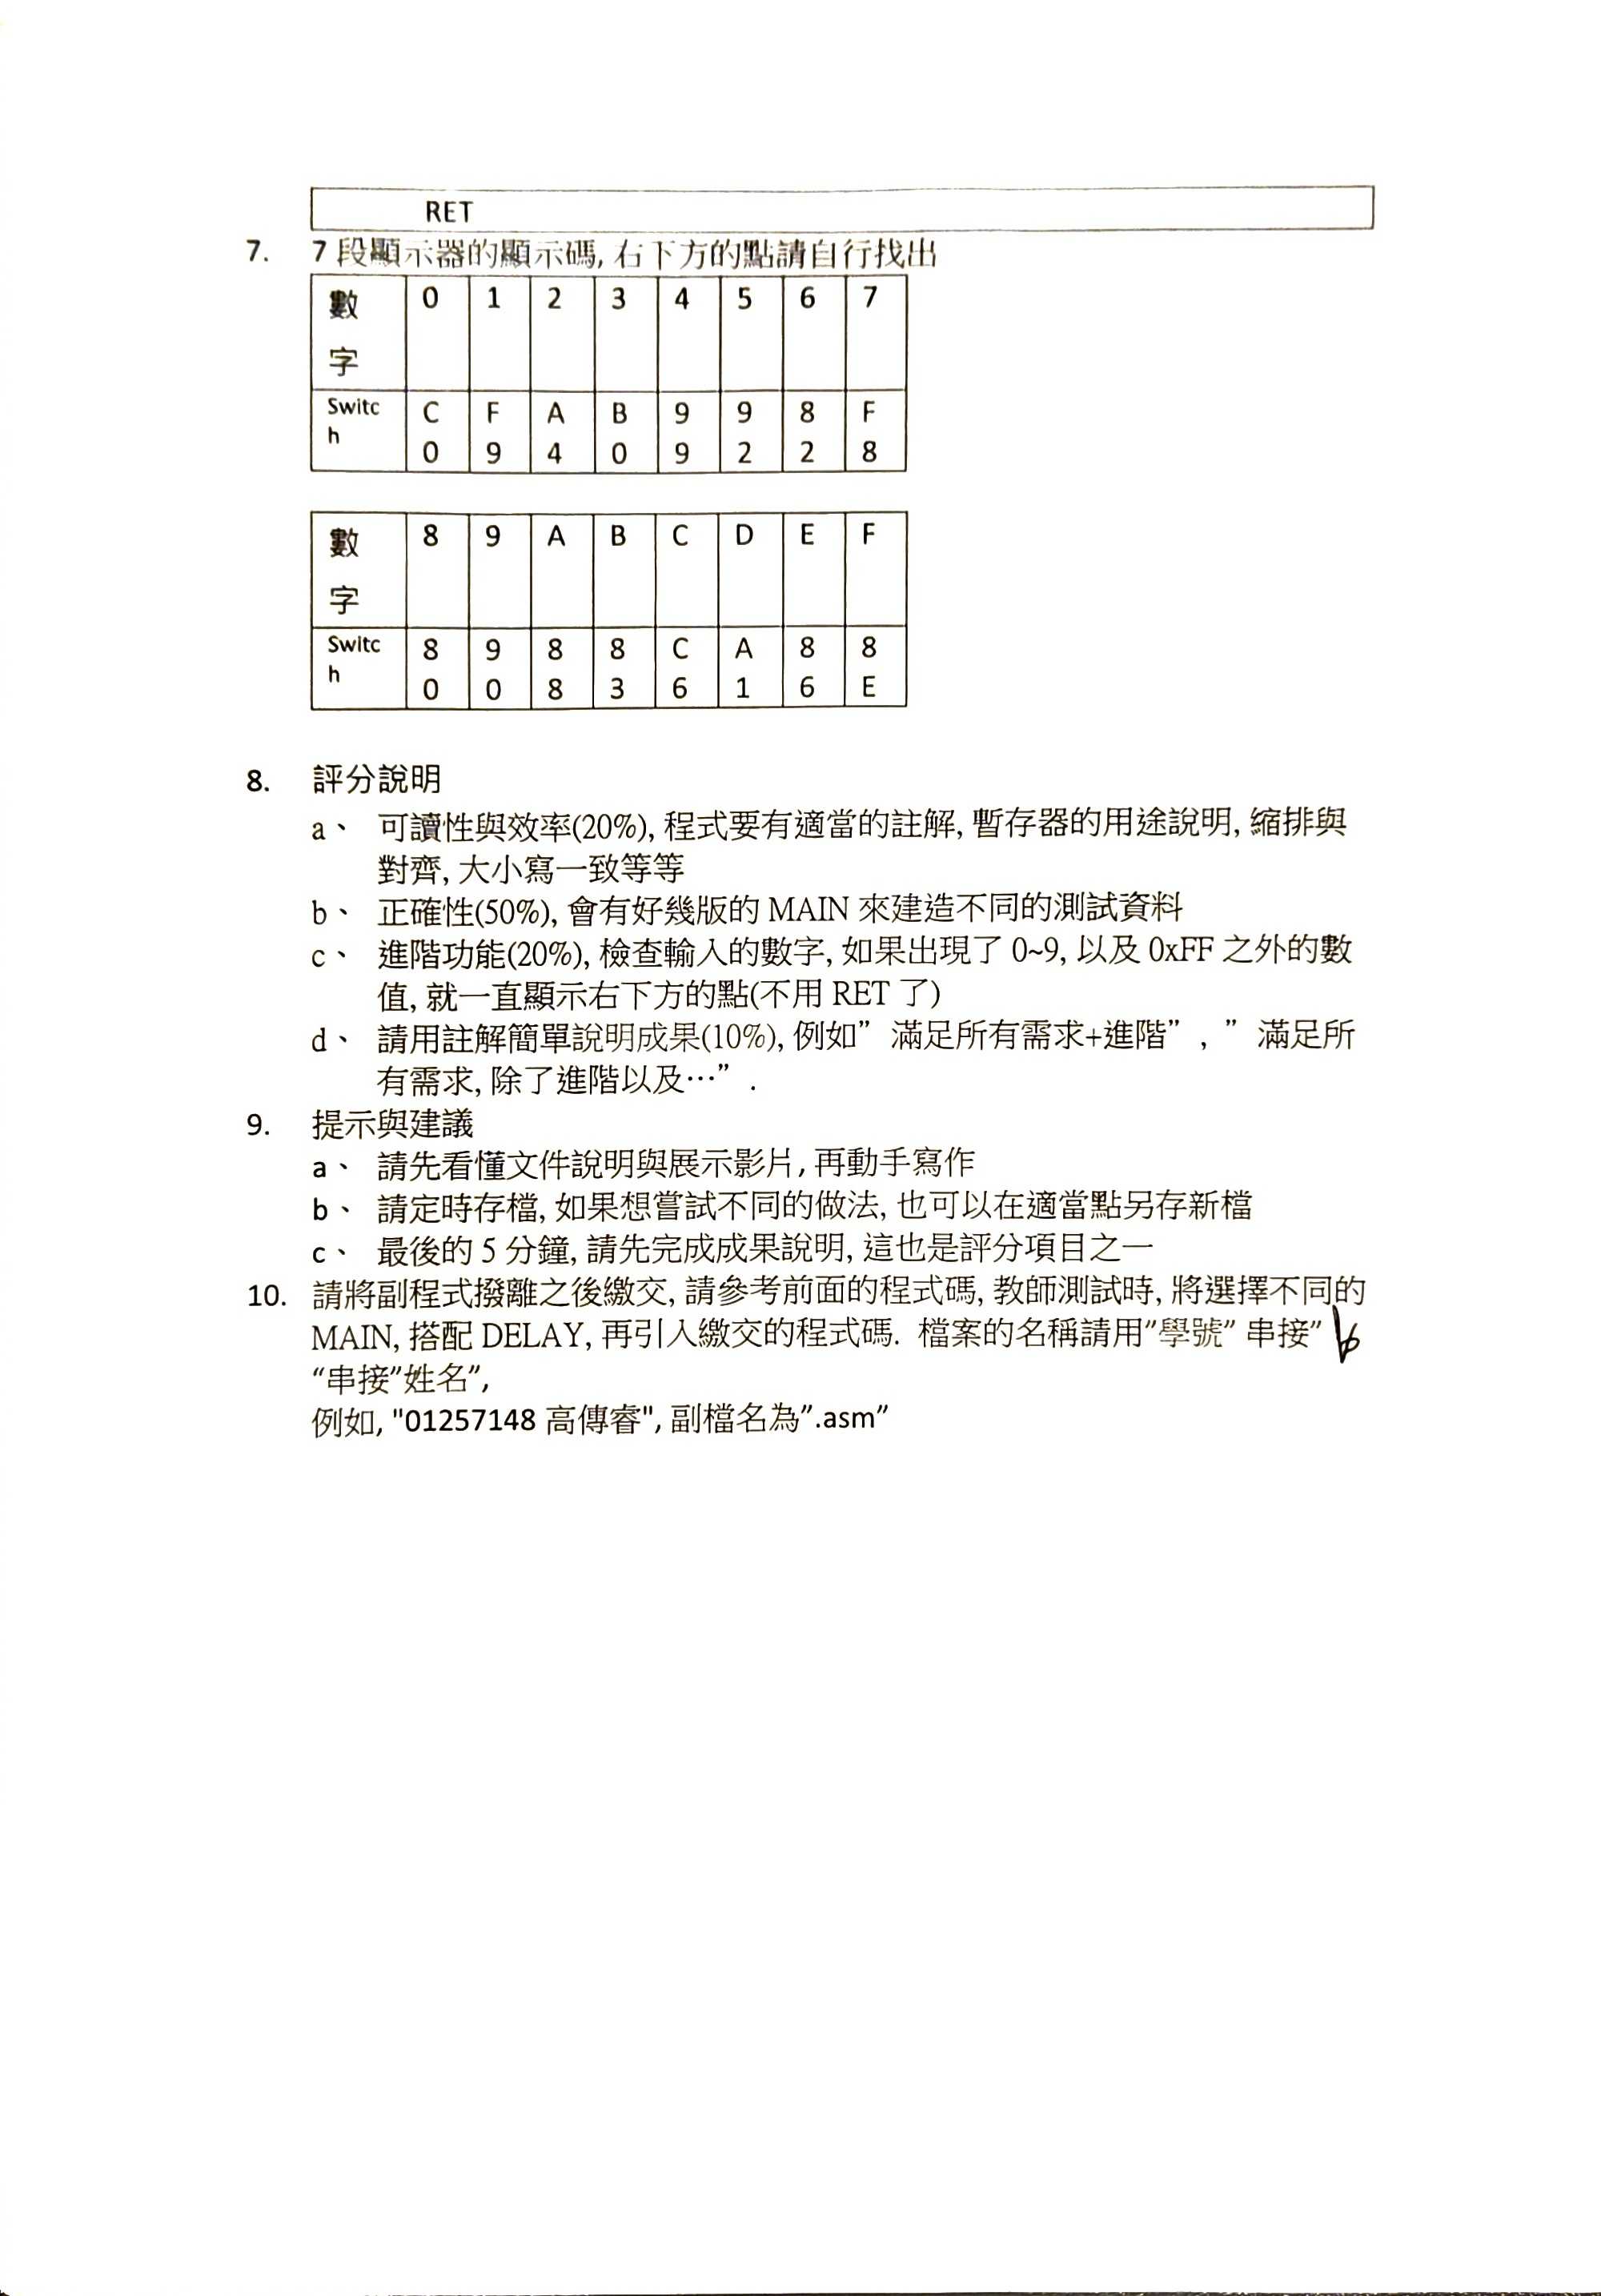 RET
7. 7 段顯示器的顯示碼, 右下方的點請自行找出
數字 0 1 2 3 4 5 6 7
Switch C0 F9 A4 B0 99 92 82 F8
數字 8 9 A B C D E F
Switch 80 90 88 83 C6 A1 86 8E
8. 評分說明
a、 可讀性與效率(20%), 程式要有適當的註解, 暫存器的用途說明, 縮排與
對齊, 大小寫一致等等
b、 正確性(50%), 會有好幾版的 MAIN 來建造不同的測試資料
c、 進階功能(20%), 檢查輸入的數字, 如果出現了 0~9, 以及 0xFF 之外的數
值, 就一直顯示右下方的點(不用 RET 了)
d、 請用註解簡單說明成果(10%), 例如” 滿足所有需求+進階” , ” 滿足所
有需求, 除了進階以及…” .
9. 提示與建議
a、 請先看懂文件說明與展示影片, 再動手寫作
b、 請定時存檔, 如果想嘗試不同的做法, 也可以在適當點另存新檔
c、 最後的 5 分鐘, 請先完成成果說明, 這也是評分項目之一
10. 請將副程式撥離之後繳交, 請參考前面的程式碼, 教師測試時, 將選擇不同的
MAIN, 搭配 DELAY, 再引入繳交的程式碼. 檔案的名稱請用”學號” 串接”
“串接”姓名”,
例如, "01257148 高傳睿", 副檔名為”.asm”